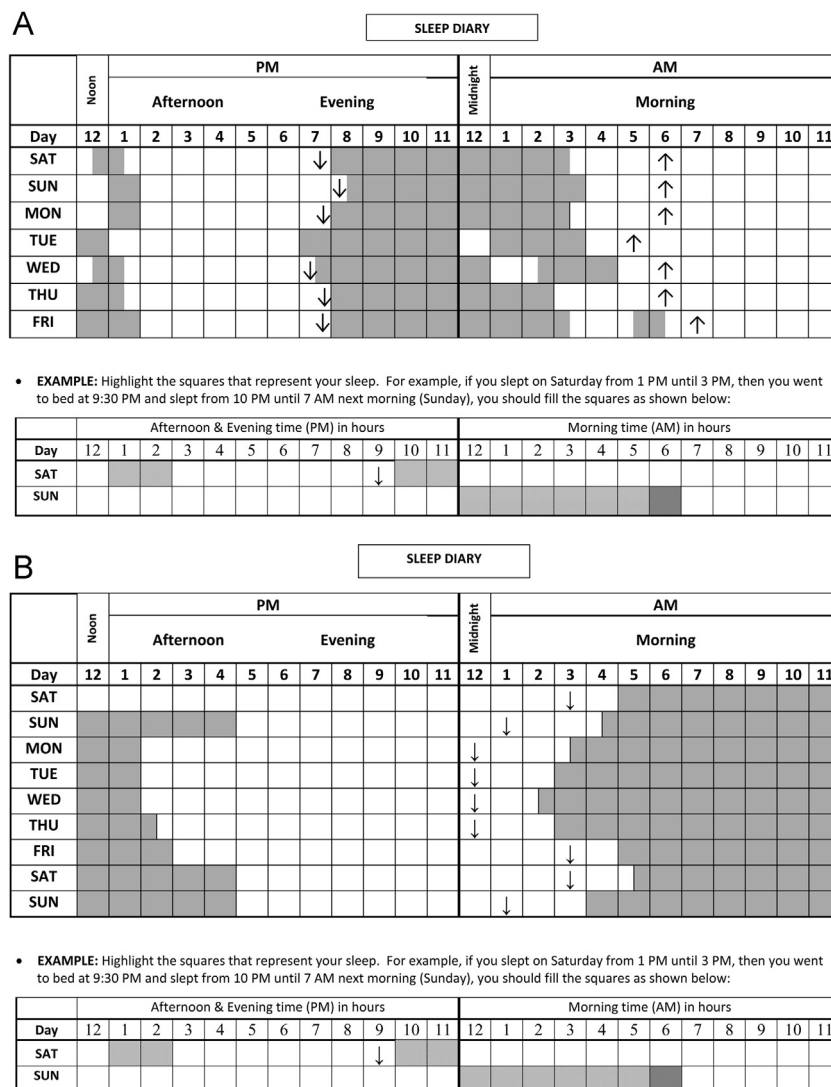 A
SLEEP DIARY
Noon
PM
Midnight
AM
Afternoon Evening Morning
Day 12 1 2 3 4 5 6 7 8 9 10 11 12 1 2 3 4 5 6 7 8 9 10 11
SAT ↓ ↑
SUN ↓ ↑
MON ↓ ↑
TUE ↑
WED ↓ ↑
THU ↓ ↑
FRI ↓ ↑
• EXAMPLE: Highlight the squares that represent your sleep. For example, if you slept on Saturday from 1 PM until 3 PM, then you went
to bed at 9:30 PM and slept from 10 PM until 7 AM next morning (Sunday), you should fill the squares as shown below:
Afternoon & Evening time (PM) in hours Morning time (AM) in hours
Day 12 1 2 3 4 5 6 7 8 9 10 11 12 1 2 3 4 5 6 7 8 9 10 11
SAT ↓
SUN
B
SLEEP DIARY
Noon
PM
Midnight
AM
Afternoon Evening Morning
Day 12 1 2 3 4 5 6 7 8 9 10 11 12 1 2 3 4 5 6 7 8 9 10 11
SAT ↓
SUN ↓
MON ↓
TUE ↓
WED ↓
THU ↓
FRI ↓
SAT ↓
SUN ↓
• EXAMPLE: Highlight the squares that represent your sleep. For example, if you slept on Saturday from 1 PM until 3 PM, then you went
to bed at 9:30 PM and slept from 10 PM until 7 AM next morning (Sunday), you should fill the squares as shown below:
Afternoon & Evening time (PM) in hours Morning time (AM) in hours
Day 12 1 2 3 4 5 6 7 8 9 10 11 12 1 2 3 4 5 6 7 8 9 10 11
SAT ↓
SUN